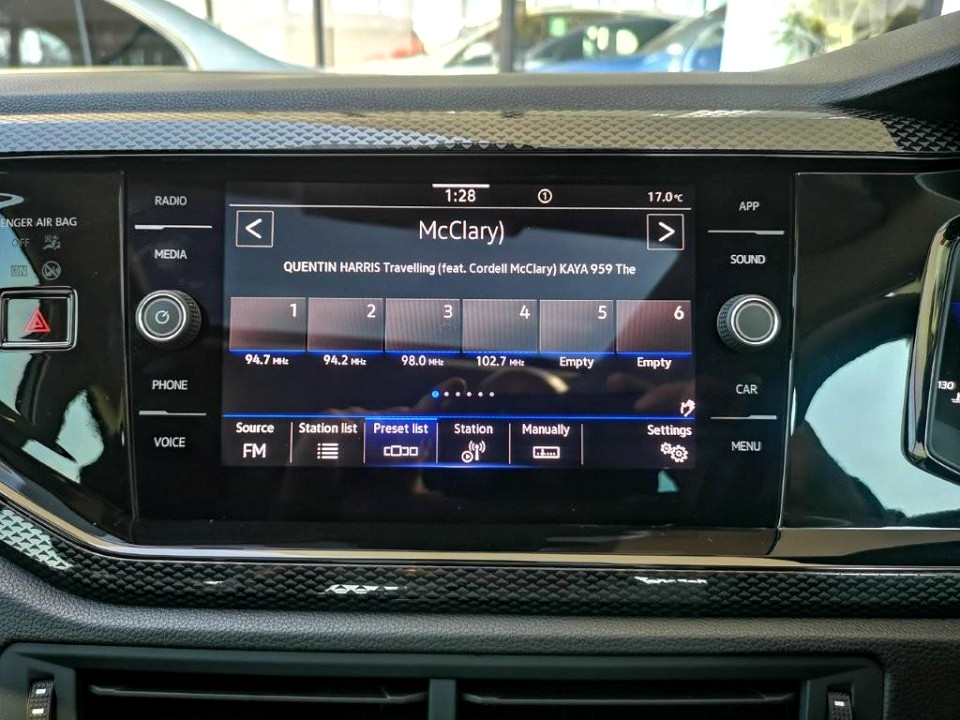 RADIO
MEDIA
PHONE
VOICE
ENGER AIR BAG
OFF
ON
1:28
1
17.0°C
McClary)
QUENTIN HARRIS Travelling (feat. Cordell McClary) KAYA 959 The
1 2 3 4 5 6
94.7 MHz 94.2 MHz 98.0 MHz 102.7 MHz Empty Empty
Source Station list Preset list Station Manually Settings
FM
APP
SOUND
CAR
MENU
130